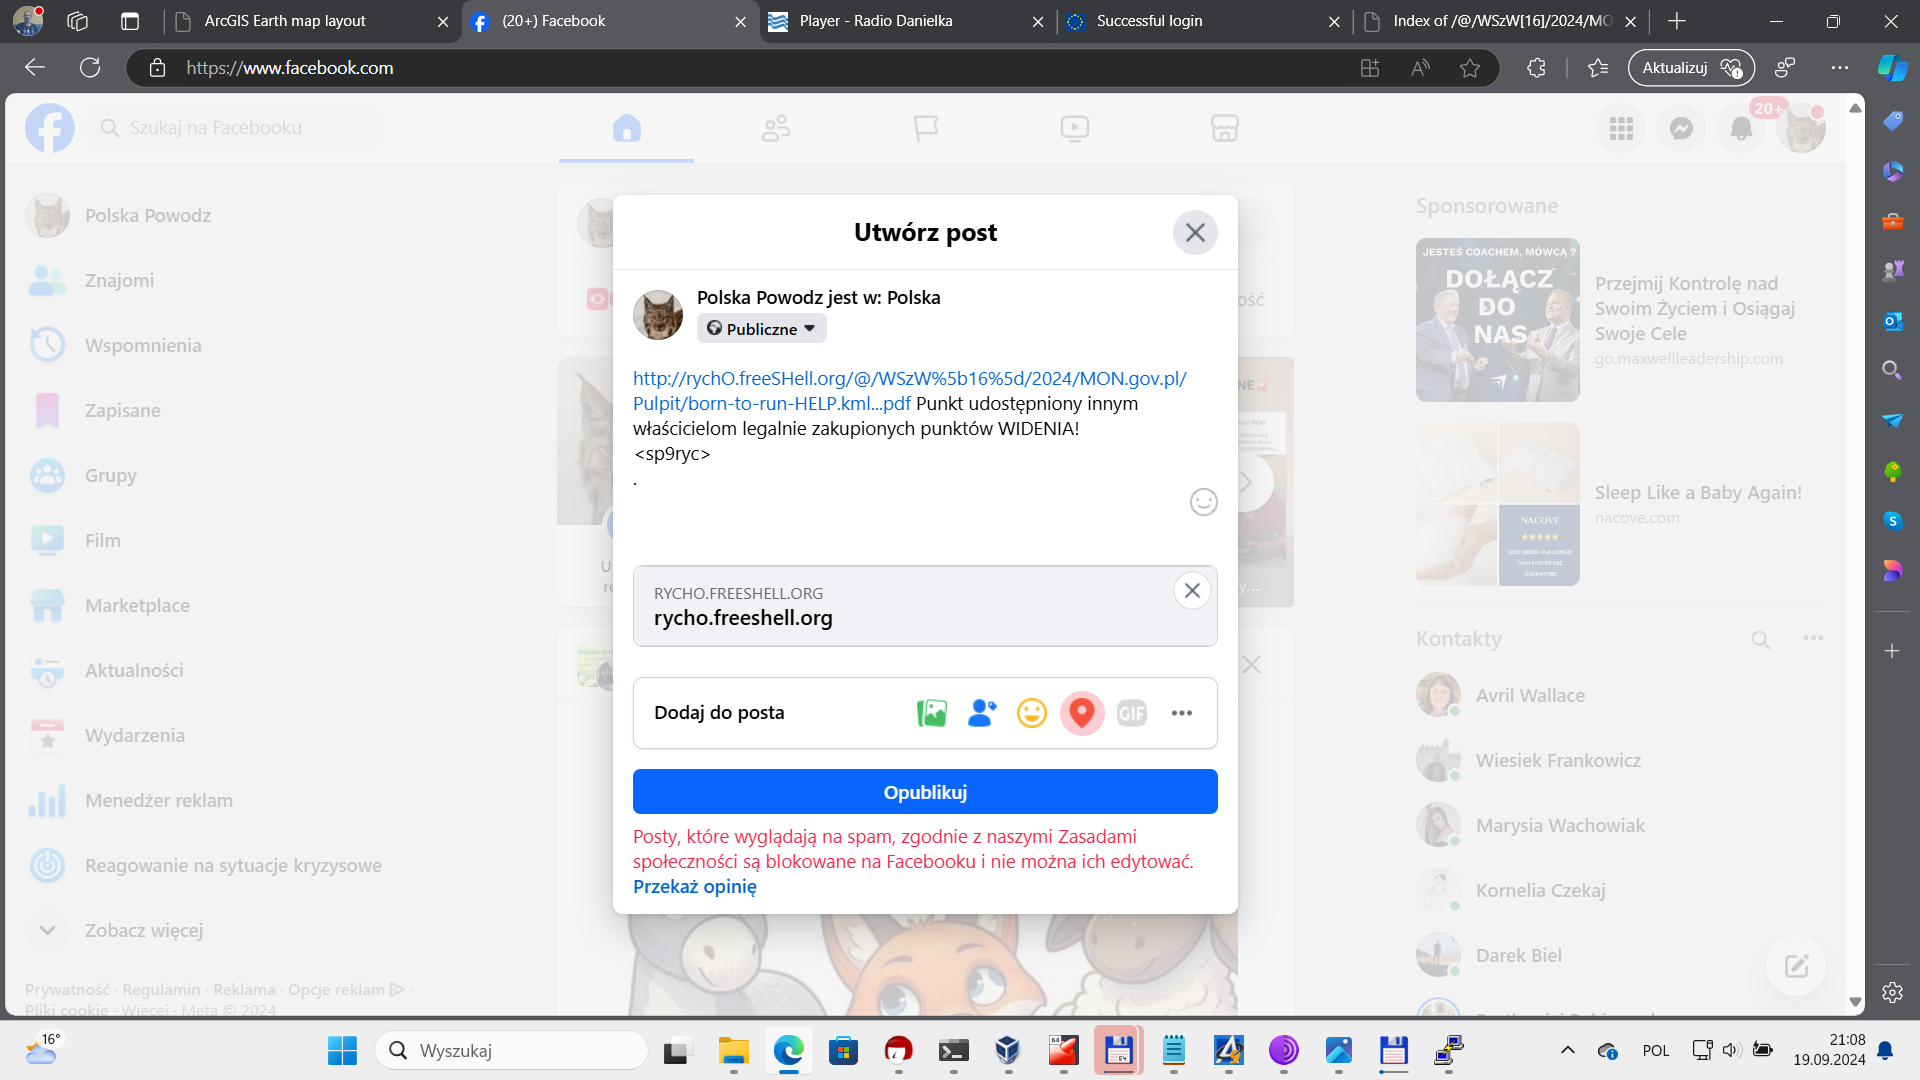 ArcGIS Earth map layout
(20+) Facebook
Player - Radio Danielka
Successful login
Index of /@/WSzW[16]/2024/MO
https://www.facebook.com
Aktualizuj
Szukaj na Facebooku
20+
Polska Powodz
Znajomi
Wspomnienia
Zapisane
Grupy
Film
Marketplace
Aktualności
Wydarzenia
Menedżer reklam
Reagowanie na sytuacje kryzysowe
Zobacz więcej
Prywatność · Regulamin · Reklama · Opcje reklam ·
Pliki cookie · Więcej · Meta © 2024
Utwórz post
Polska Powodz jest w: Polska
Publiczne
http://rychO.freeSHell.org/@/WSzW%5b16%5d/2024/MON.gov.pl/
Pulpit/born-to-run-HELP.kml...pdf Punkt udostępniony innym
właścicielom legalnie zakupionych punktów WIDENIA!
<sp9ryc>
.
RYCHO.FREESHELL.ORG
rycho.freeshell.org
Dodaj do posta
GIF
Opublikuj
Posty, które wyglądają na spam, zgodnie z naszymi Zasadami
społeczności są blokowane na Facebooku i nie można ich edytować.
Przekaż opinię
Sponsorowane
JESTEŚ COACHEM, MÓWCĄ ?
DOŁĄCZ
DO
NAS
Przejmij Kontrolę nad
Swoim Życiem i Osiągaj
Swoje Cele
go.maxwellleadership.com
NACOVE
Sleep Like a Baby Again!
nacove.com
Kontakty
Avril Wallace
Wiesiek Frankowicz
Marysia Wachowiak
Kornelia Czekaj
Darek Biel
16°
Wyszukaj
POL
21:08
19.09.2024